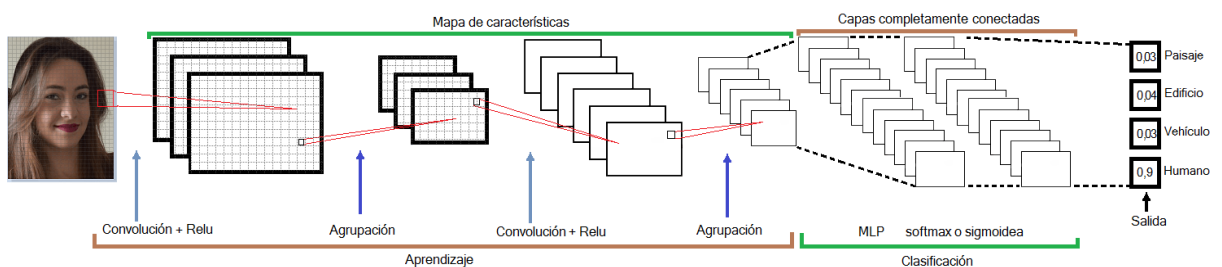 Mapa de características
Capas completamente conectadas
0,03 Paisaje
0,04 Edificio
0,03 Vehículo
0,9 Humano
Convolución + Relu
Agrupación
Convolución + Relu
Agrupación
MLP softmax o sigmoidea
Salida
Aprendizaje
Clasificación